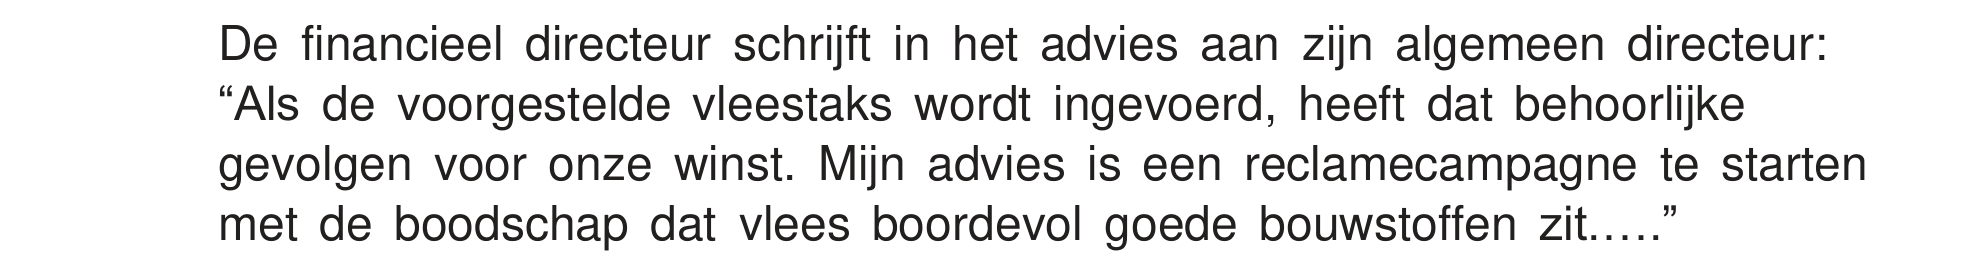 De financieel directeur schrijft in het advies aan zijn algemeen directeur:
“Als de voorgestelde vleestaks wordt ingevoerd, heeft dat behoorlijke
gevolgen voor onze winst. Mijn advies is een reclamecampagne te starten
met de boodschap dat vlees boordevol goede bouwstoffen zit.….”